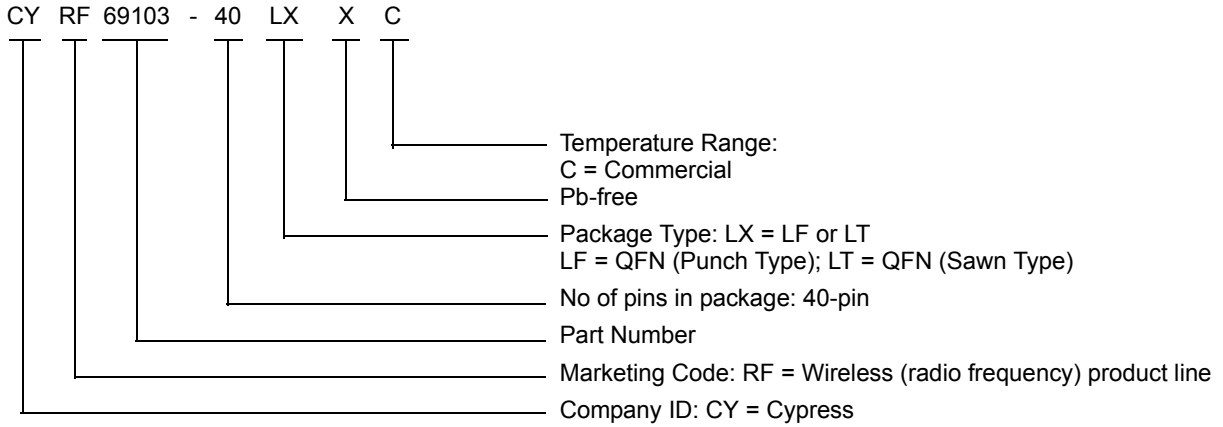 CY RF 69103 - 40 LX X C
Temperature Range:
C = Commercial
Pb-free
Package Type: LX = LF or LT
LF = QFN (Punch Type); LT = QFN (Sawn Type)
No of pins in package: 40-pin
Part Number
Marketing Code: RF = Wireless (radio frequency) product line
Company ID: CY = Cypress